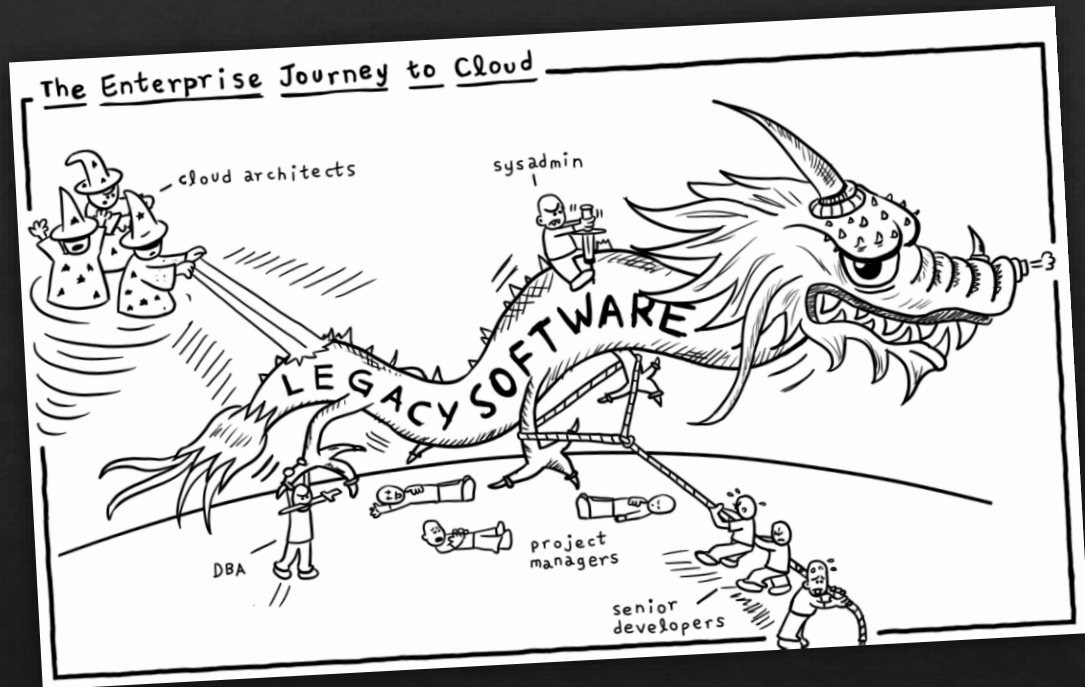 The Enterprise Journey to Cloud
cloud architects
sysadmin
LEGACY SOFTWARE
DBA
project
managers
senior
developers